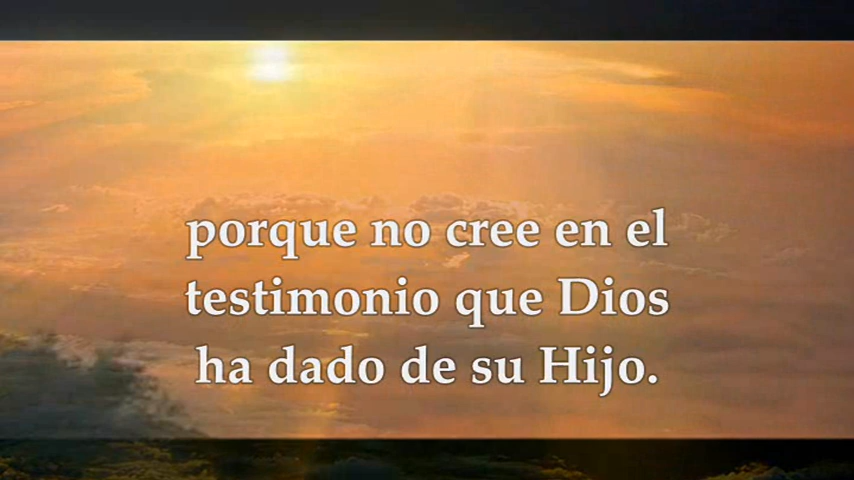 porque no cree en el
testimonio que Dios
ha dado de su Hijo.